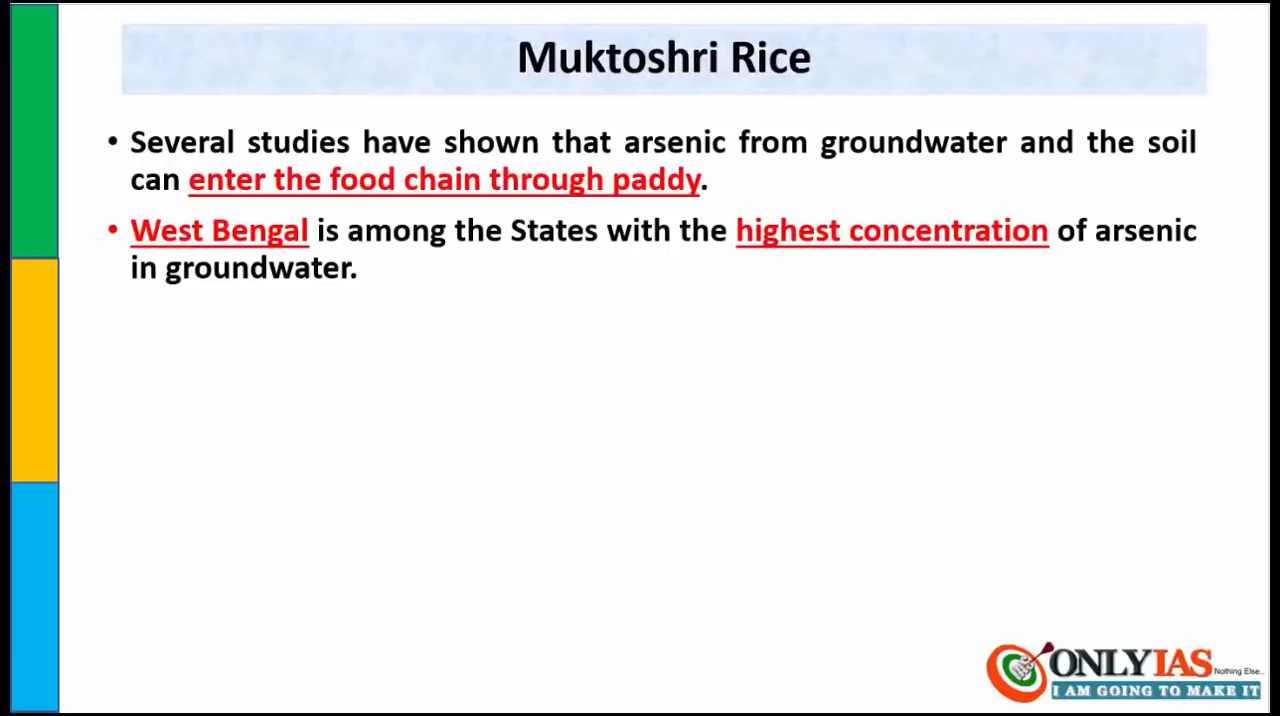 Muktoshri Rice
• Several studies have shown that arsenic from groundwater and the soil
can enter the food chain through paddy.
• West Bengal is among the States with the highest concentration of arsenic
in groundwater.
ONLYIAS Nothing Else..
I AM GOING TO MAKE IT